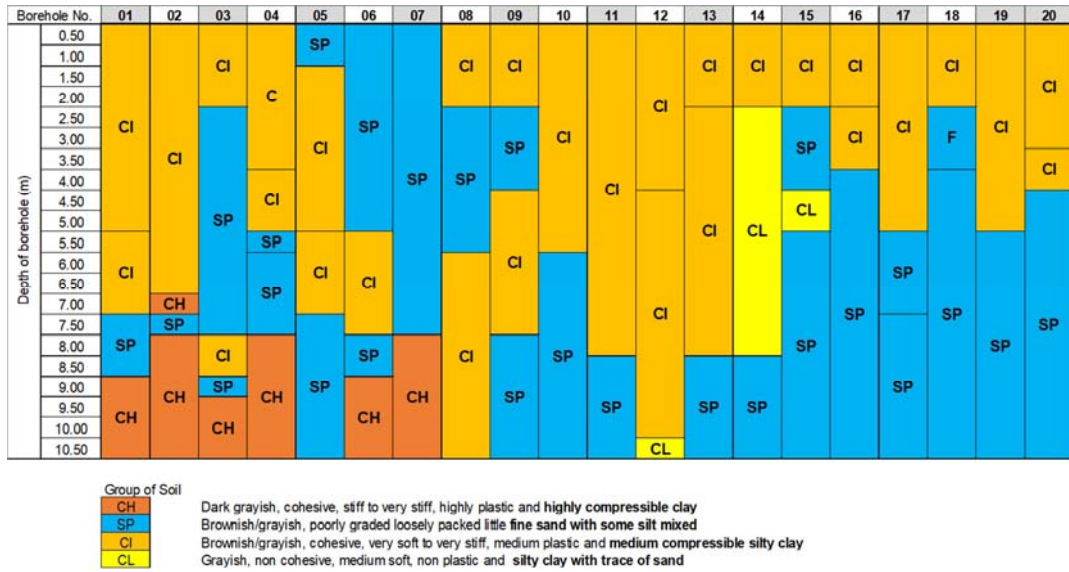 Borehole No. 01 02 03 04 05 06 07 08 09 10 11 12 13 14 15 16 17 18 19 20
Depth of borehole (m)
0.50 SP
1.00 CI CI CI CI CI CI CI CI
1.50
2.00 C CI CI
2.50 CI
3.00 SP SP SP F CI
3.50 CI CI CI CI
4.00 CI SP SP CI CI
4.50 CI CL
5.00 SP CI CL
5.50 SP CI SP
6.00 CI CI CI CI SP
6.50 SP
7.00 CH CI SP SP
7.50 SP SP
8.00 SP CI SP CI SP SP
8.50 SP
9.00 CH SP CH CH SP SP SP SP SP
9.50 CH
10.00 CH
10.50 CL
Group of Soil
CH Dark grayish, cohesive, stiff to very stiff, highly plastic and highly compressible clay
SP Brownish/grayish, poorly graded loosely packed little fine sand with some silt mixed
CI Brownish/grayish, cohesive, very soft to very stiff, medium plastic and medium compressible silty clay
CL Grayish, non cohesive, medium soft, non plastic and silty clay with trace of sand